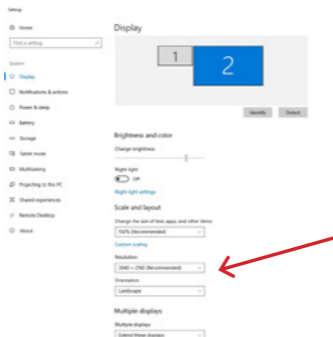 Settings
Home
Find a setting
System
Display
Notifications & actions
Power & sleep
Battery
Storage
Tablet mode
Multitasking
Projecting to this PC
Shared experiences
Remote Desktop
About
Display
1
2
Identify
Detect
Brightness and color
Change brightness
Night light
Off
Night light settings
Scale and layout
Change the size of text, apps, and other items
150% (Recommended)
Custom scaling
Resolution
3840 × 2160 (Recommended)
Orientation
Landscape
Multiple displays
Multiple displays
Extend these displays